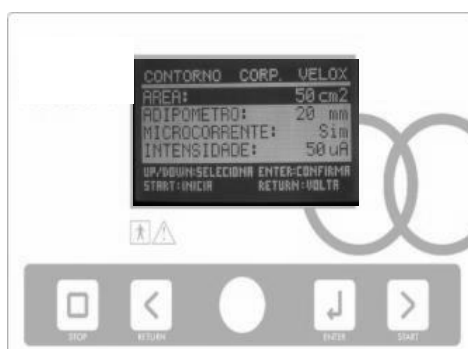 CONTORNO CORP. VELOX
AREA: 50 cm2
ADIPOMETRO: 20 mm
MICROCORRENTE: Sim
INTENSIDADE: 50 uA
UP/DOWN:SELECIONA ENTER:CONFIRMA
START:INICIA RETURN:VOLTA
STOP RETURN ENTER START